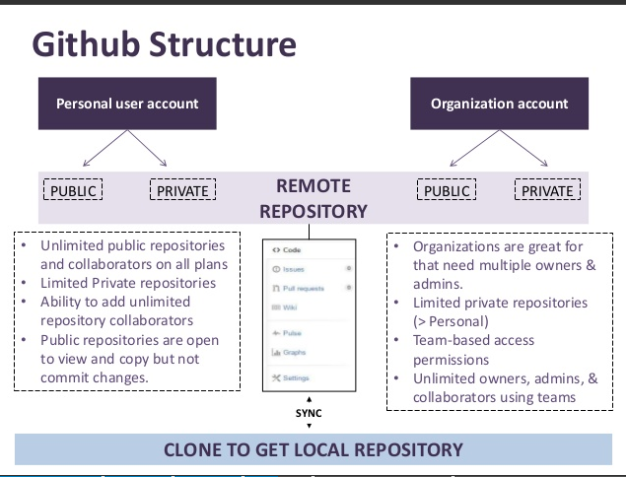 Github Structure
Personal user account
Organization account
PUBLIC
PRIVATE
REMOTE
REPOSITORY
PUBLIC
PRIVATE
• Unlimited public repositories
and collaborators on all plans
• Limited Private repositories
• Ability to add unlimited
repository collaborators
• Public repositories are open
to view and copy but not
commit changes.
<> Code
Issues
Pull requests
Wiki
Pulse
Graphs
Settings
• Organizations are great for
that need multiple owners &
admins.
• Limited private repositories
(> Personal)
• Team-based access
permissions
• Unlimited owners, admins, &
collaborators using teams
SYNC
CLONE TO GET LOCAL REPOSITORY